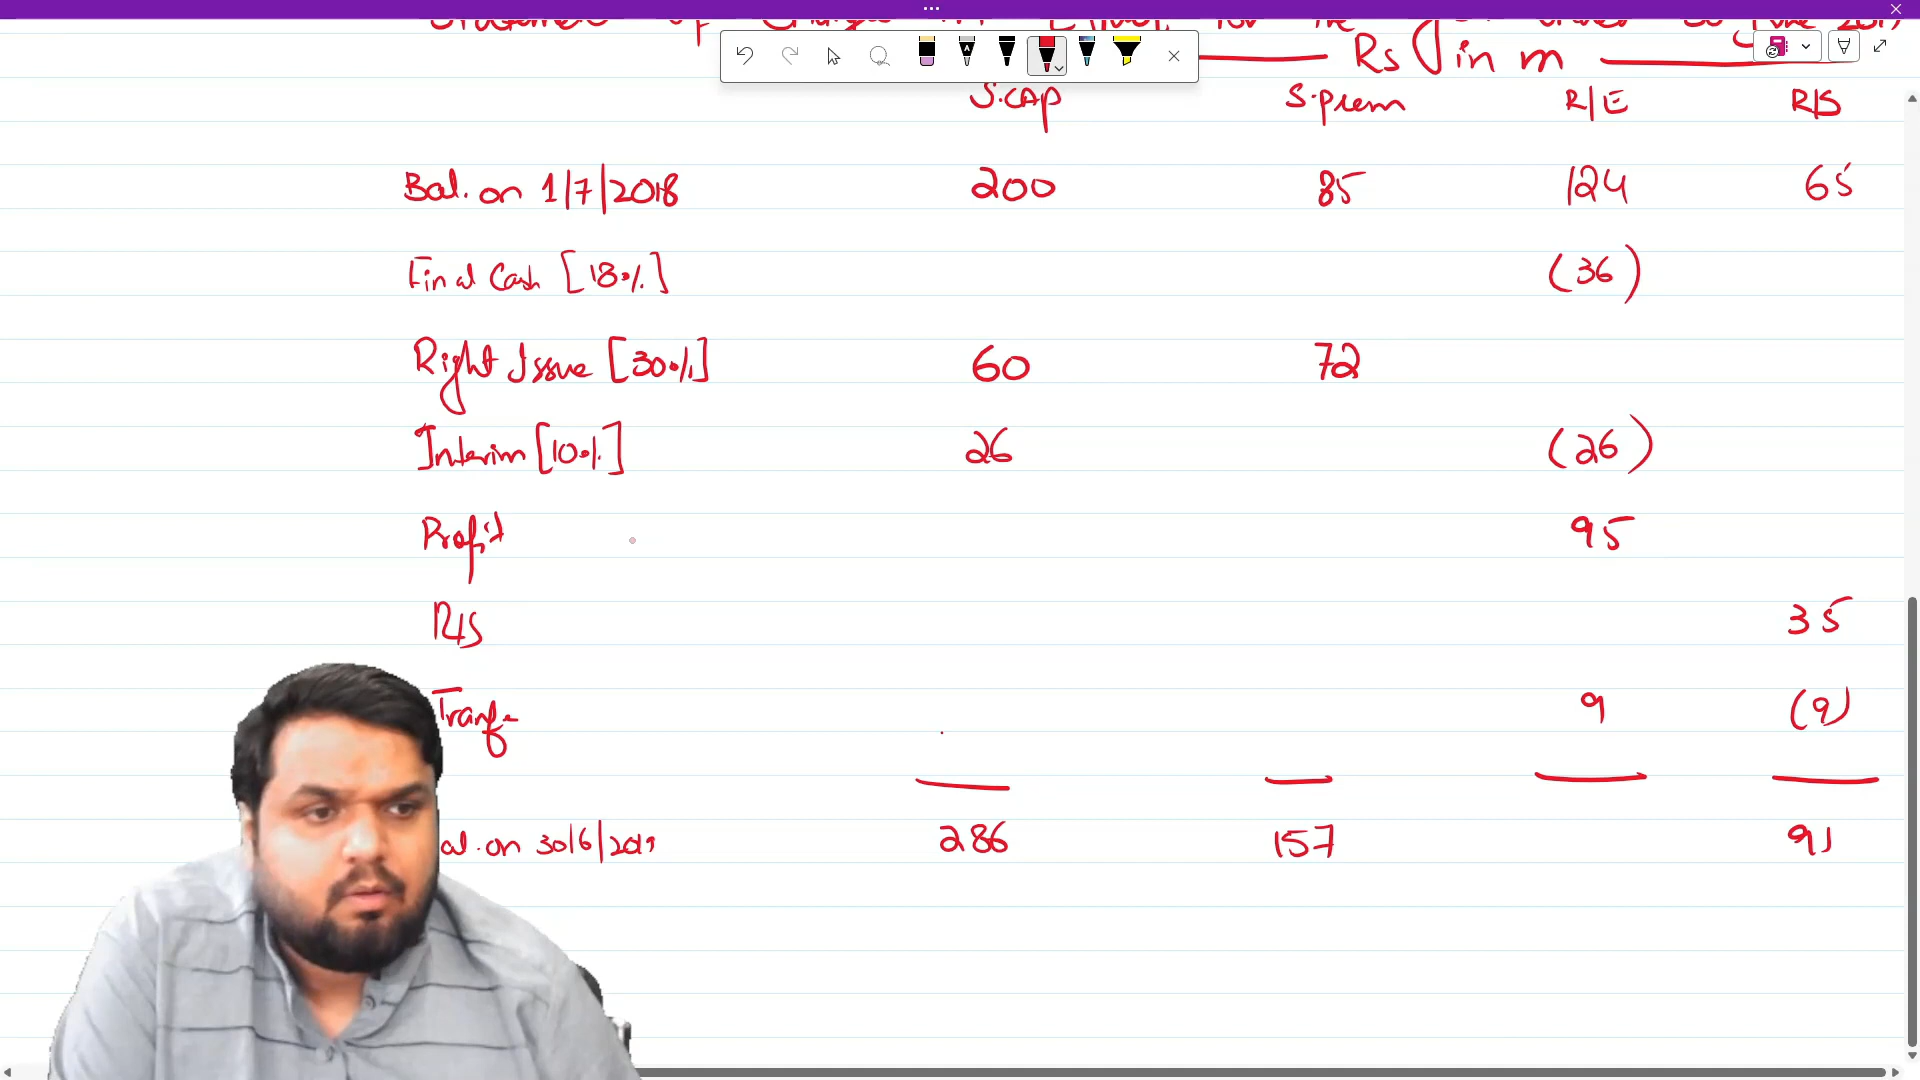 Rs in m
S.CAP S.prem R/E R/S
Bal. on 1/7/2018 200 85 124 65
Final Cash [18%] (36)
Right Issue [30%] 60 72
Interim [10%] 26 (26)
Profit 95
R/S 35
Tranfe 9 (9)
al. on 30/6/2019 286 157 91